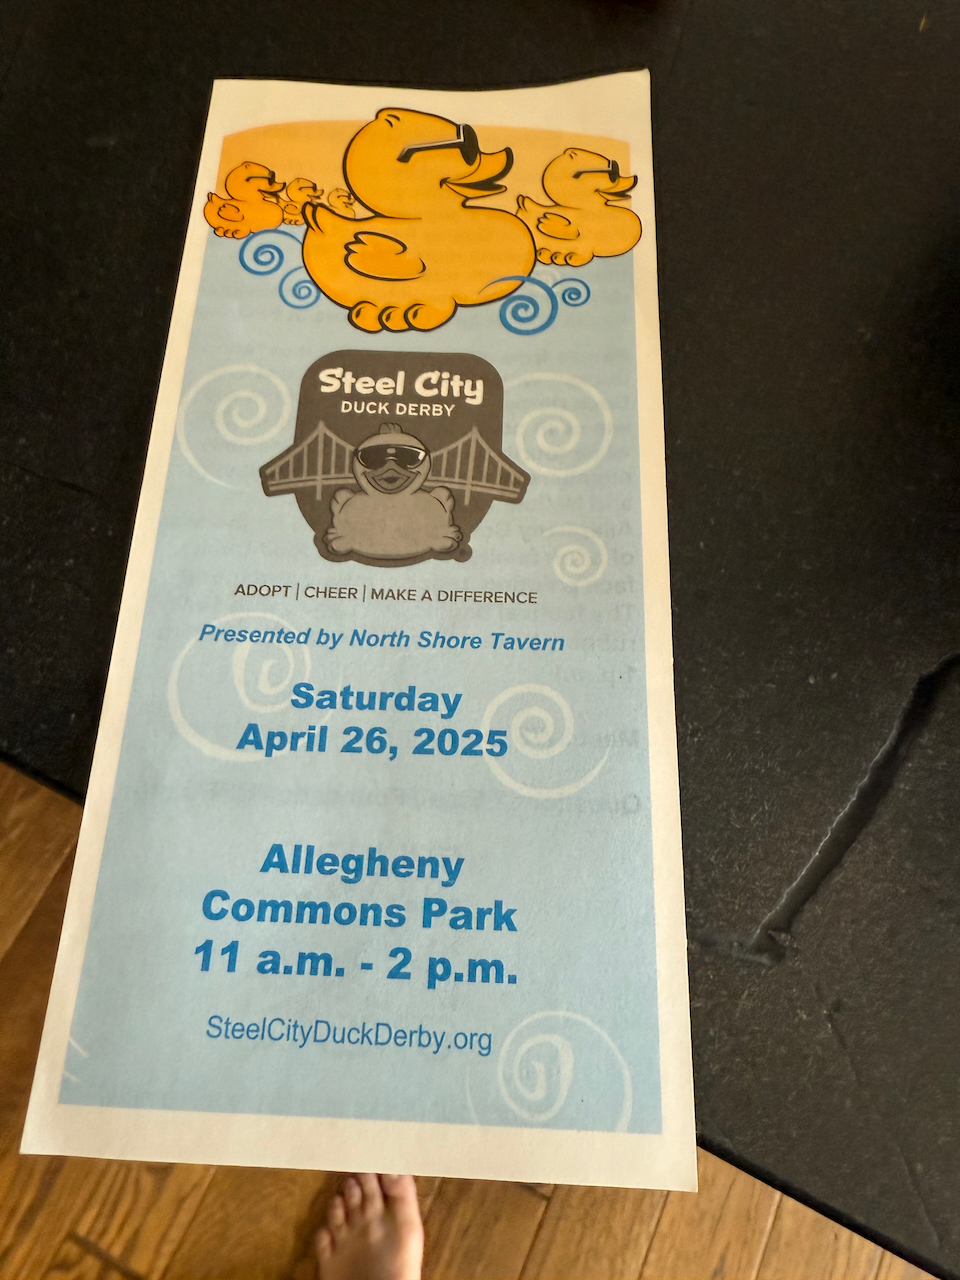 Steel City
DUCK DERBY
ADOPT | CHEER | MAKE A DIFFERENCE
Presented by North Shore Tavern
Saturday
April 26, 2025
Allegheny
Commons Park
11 a.m. - 2 p.m.
SteelCityDuckDerby.org